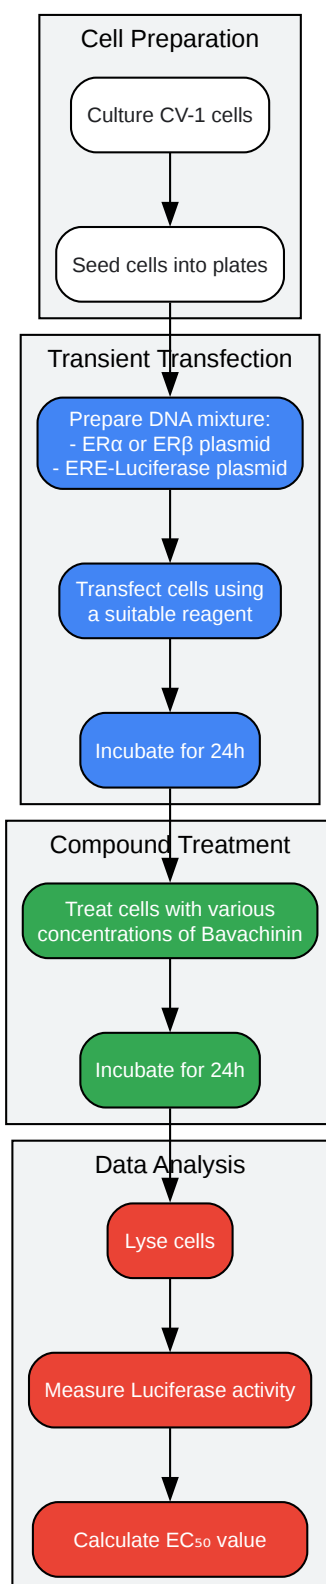 Cell Preparation
Culture CV-1 cells
Seed cells into plates
Transient Transfection
Prepare DNA mixture:
- ERα or ERβ plasmid
- ERE-Luciferase plasmid
Transfect cells using
a suitable reagent
Incubate for 24h
Compound Treatment
Treat cells with various
concentrations of Bavachinin
Incubate for 24h
Data Analysis
Lyse cells
Measure Luciferase activity
Calculate EC₅₀ value